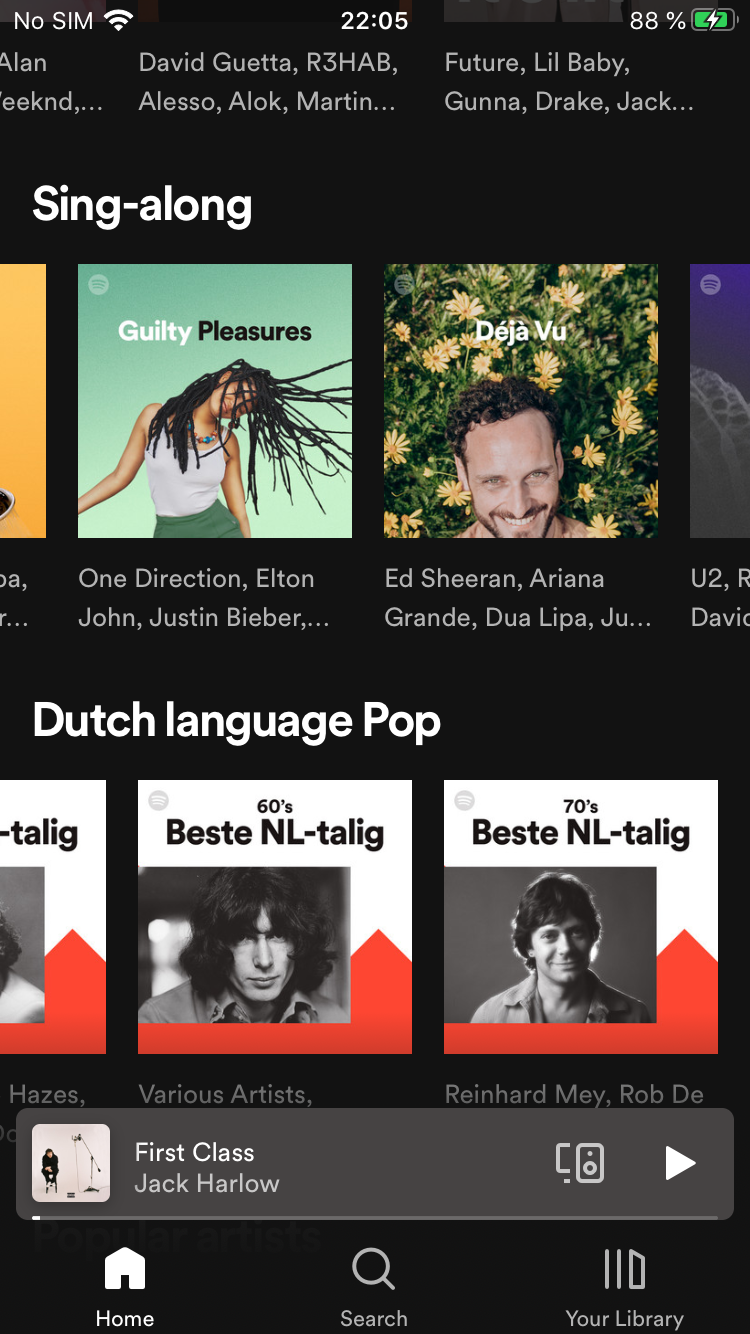 No SIM 22:05 88 %
Alan
David Guetta, R3HAB,
Future, Lil Baby,
eeknd,...
Alesso, Alok, Martin...
Gunna, Drake, Jack...
Sing-along
Guilty Pleasures
Déjà Vu
pa,
One Direction, Elton
Ed Sheeran, Ariana
U2, R
r...
John, Justin Bieber,...
Grande, Dua Lipa, Ju...
David
Dutch language Pop
-talig
60's
Beste NL-talig
70's
Beste NL-talig
Hazes,
Various Artists,
Reinhard Mey, Rob De
First Class
Jack Harlow
Popular artists
Home
Search
Your Library